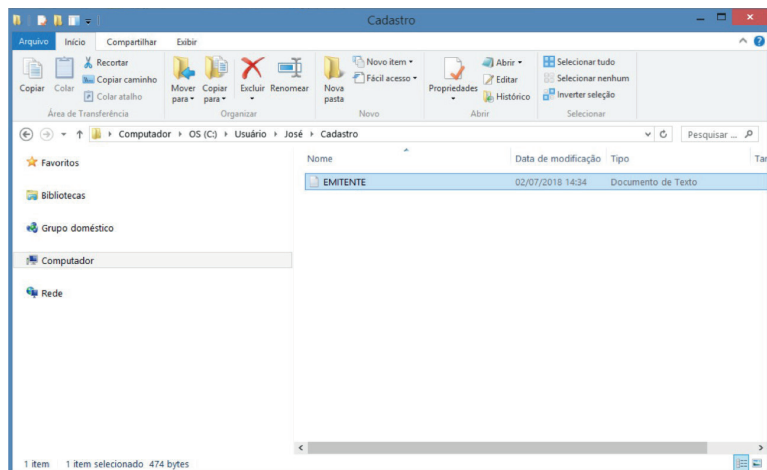 Cadastro
Arquivo Início Compartilhar Exibir
Copiar Colar Recortar Copiar caminho Colar atalho Mover para Copiar para Excluir Renomear Nova pasta Novo item Fácil acesso Propriedades Abrir Editar Histórico Selecionar tudo Selecionar nenhum Inverter seleção
Área de Transferência Organizar Novo Abrir Selecionar
Computador OS (C:) Usuário José Cadastro Pesquisar ...
Favoritos
Bibliotecas
Grupo doméstico
Computador
Rede
Nome Data de modificação Tipo Tar
EMITENTE 02/07/2018 14:34 Documento de Texto
1 item 1 item selecionado 474 bytes